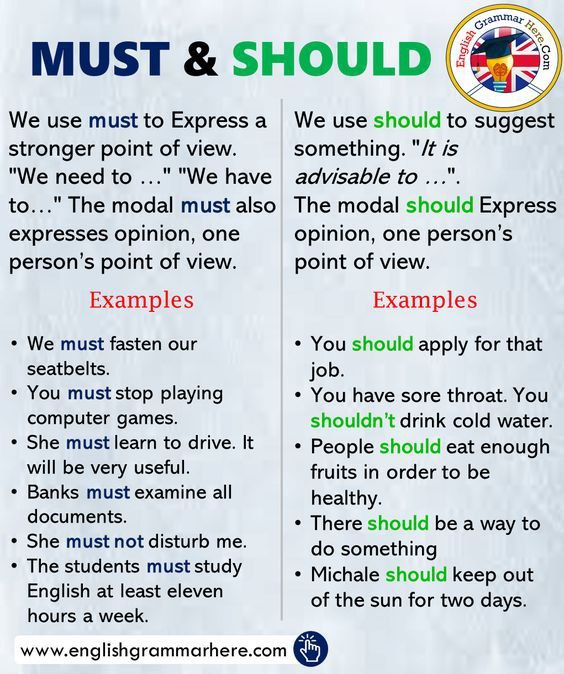 MUST & SHOULD
English Grammar Here.Com
We use must to Express a
stronger point of view.
"We need to …" "We have
to…" The modal must also
expresses opinion, one
person's point of view.
Examples
• We must fasten our
seatbelts.
• You must stop playing
computer games.
• She must learn to drive. It
will be very useful.
• Banks must examine all
documents.
• She must not disturb me.
• The students must study
English at least eleven
hours a week.
We use should to suggest
something. "It is
advisable to …".
The modal should Express
opinion, one person's
point of view.
Examples
• You should apply for that
job.
• You have sore throat. You
shouldn't drink cold water.
• People should eat enough
fruits in order to be
healthy.
• There should be a way to
do something
• Michale should keep out
of the sun for two days.
www.englishgrammarhere.com